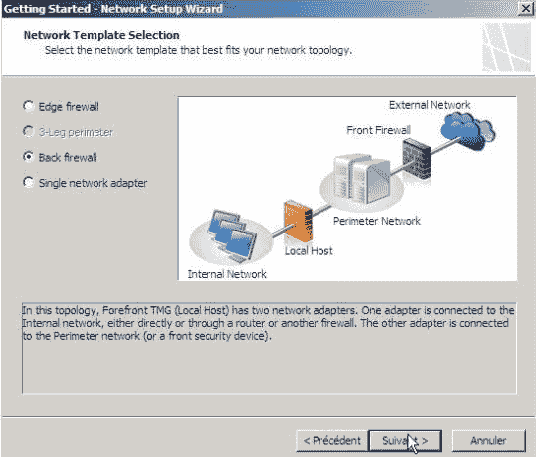 Getting Started - Network Setup Wizard
Network Template Selection
Select the network template that best fits your network topology.
Edge firewall
3-Leg perimeter
Back firewall
Single network adapter
External Network
Front Firewall
Perimeter Network
Local Host
Internal Network
In this topology, Forefront TMG (Local Host) has two network adapters. One adapter is connected to the
Internal network, either directly or through a router or another firewall. The other adapter is connected
to the Perimeter network (or a front security device).
< Précédent
Suivant >
Annuler